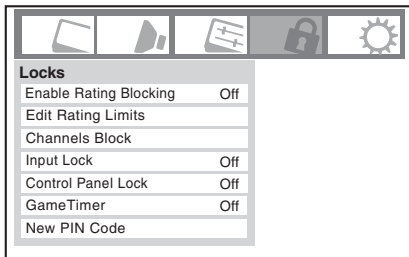 Locks
Enable Rating Blocking Off
Edit Rating Limits
Channels Block
Input Lock Off
Control Panel Lock Off
GameTimer Off
New PIN Code